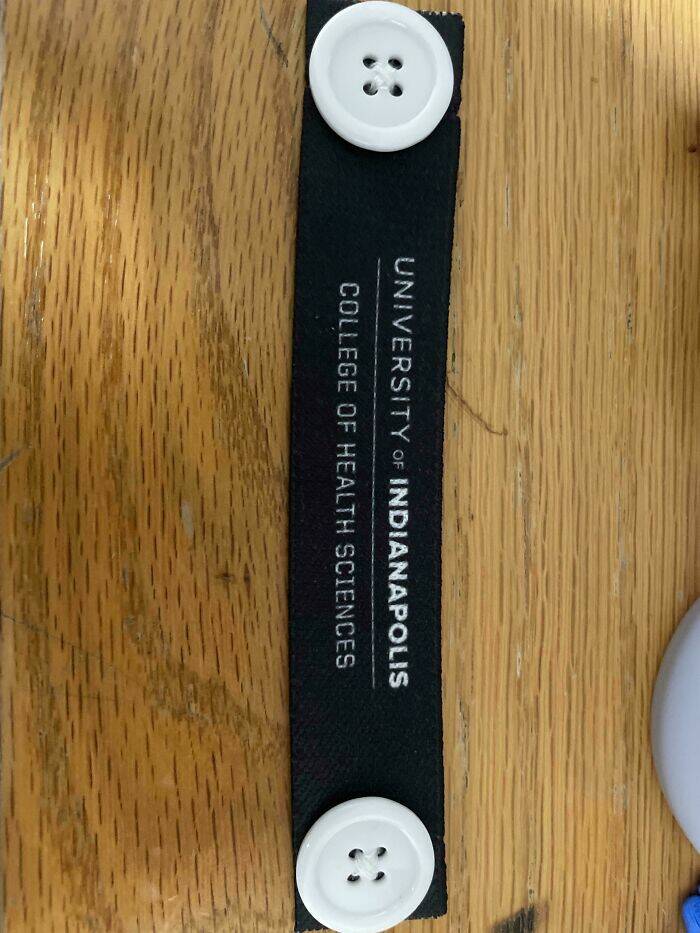 UNIVERSITY OF INDIANAPOLIS
COLLEGE OF HEALTH SCIENCES